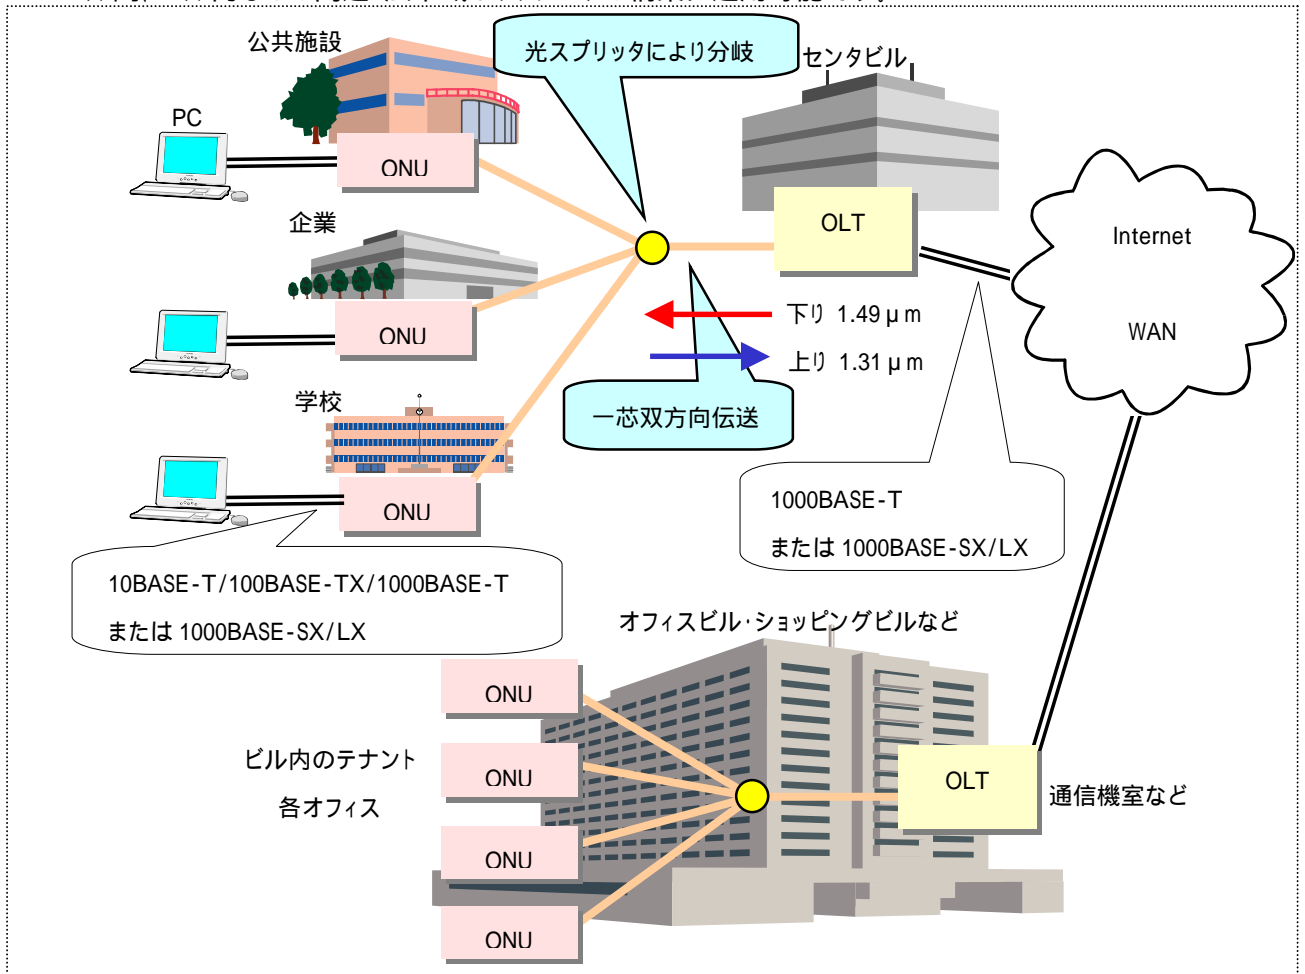 公共施設
光スプリッタにより分岐
センタビル
PC
ONU
OLT
企業
Internet
ONU
下り 1.49μm
WAN
上り 1.31μm
学校
一芯双方向伝送
ONU
1000BASE-T
または 1000BASE-SX/LX
10BASE-T/100BASE-TX/1000BASE-T
または 1000BASE-SX/LX
オフィスビル・ショッピングビルなど
ONU
ビル内のテナント
各オフィス
ONU
OLT
通信機室など
ONU
ONU